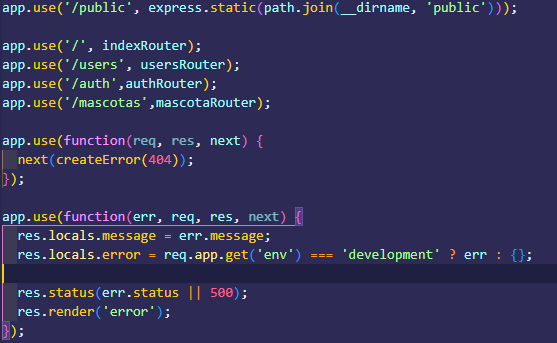 app.use('/public', express.static(path.join(__dirname, 'public')));
app.use('/', indexRouter);
app.use('/users', usersRouter);
app.use('/auth',authRouter);
app.use('/mascotas',mascotaRouter);
app.use(function(req, res, next) {
next(createError(404));
});
app.use(function(err, req, res, next) {
res.locals.message = err.message;
res.locals.error = req.app.get('env') === 'development' ? err : {};
res.status(err.status || 500);
res.render('error');
});